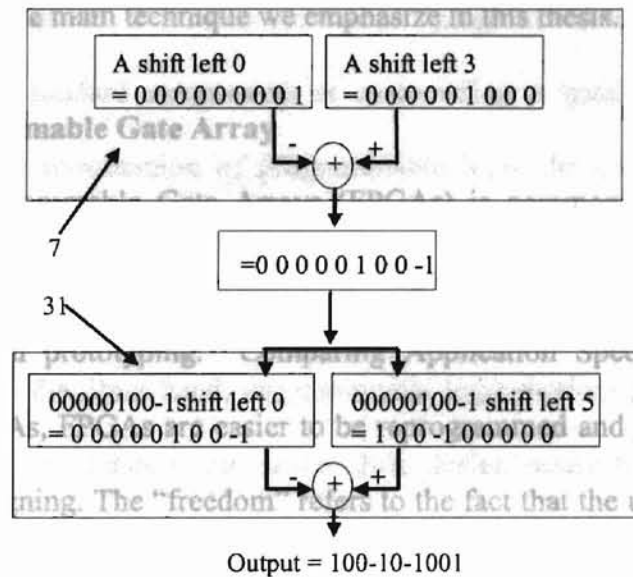 e main technique we emphasize in this thesis.
A shift left 0
= 0 0 0 0 0 0 0 0 1
A shift left 3
= 0 0 0 0 0 1 0 0 0
mable Gate Array
- + +
Gate Arrays (FPGAs) is
7
=0 0 0 0 0 1 0 0 -1
31
prototyping. Comparing Application Spec
00000100-1shift left 0
= 0 0 0 0 0 1 0 0 -1
00000100-1 shift left 5
= 1 0 0 -1 0 0 0 0 0
As, FPGAs are easier to be reprogrammed and
- + +
ning. The “freedom” refers to the fact that the u
Output = 100-10-1001